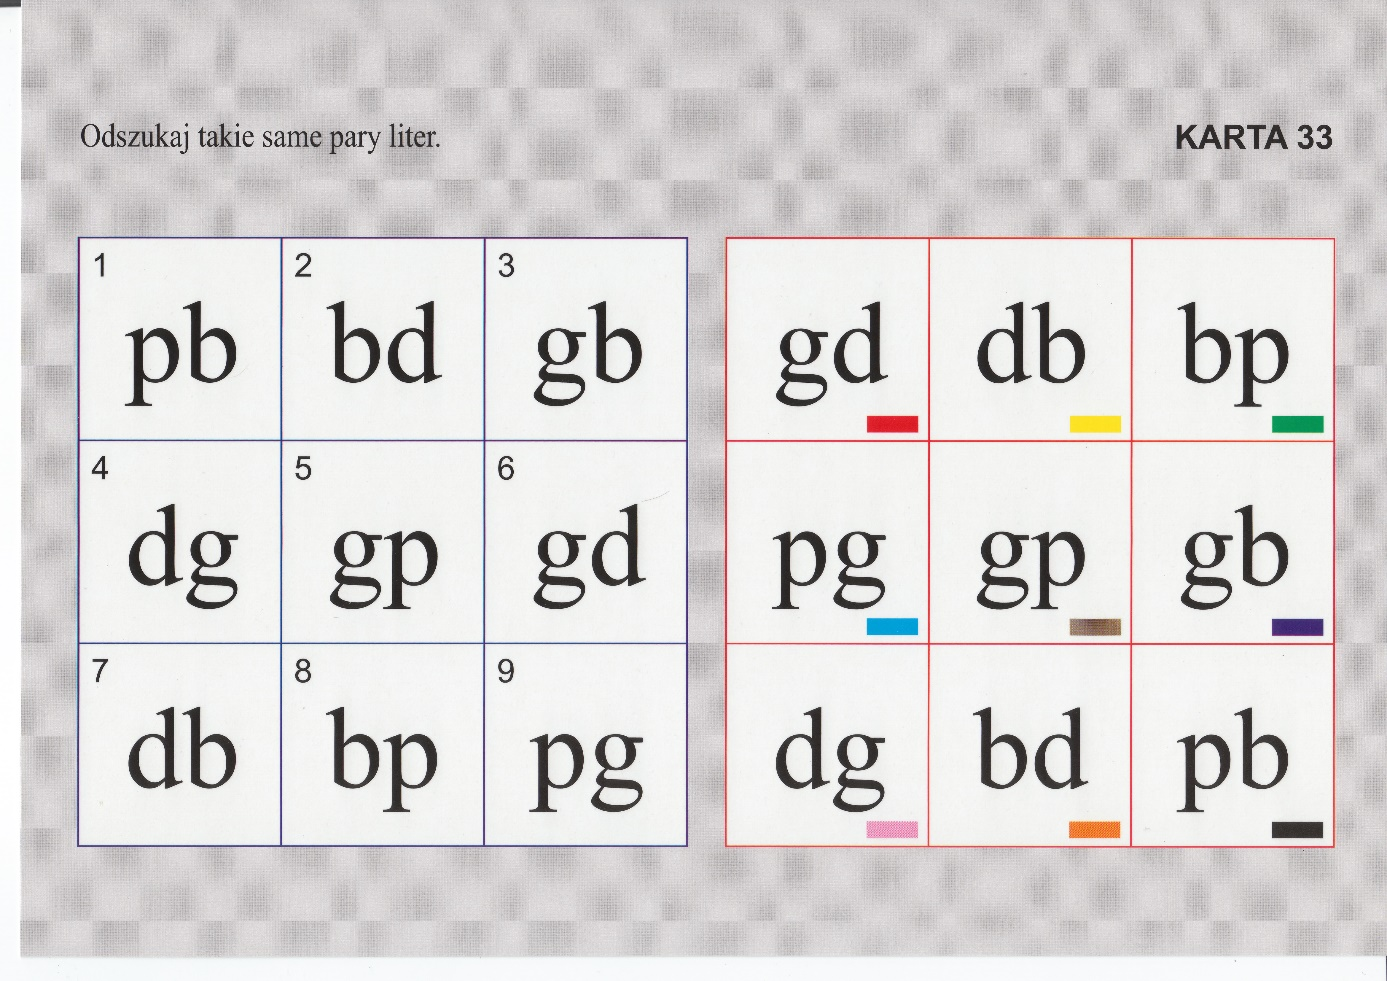 Odszukaj takie same pary liter.
KARTA 33
1 2 3
pb bd gb
4 5 6
dg gp gd
7 8 9
db bp pg
gd db bp
pg gp gb
dg bd pb